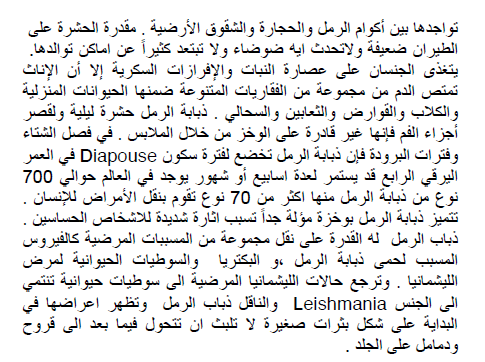 تواجدها بين أكوام الرمل والحجارة والشقوق الأرضية . مقدرة الحشرة على
الطيران ضعيفة ولاتحدث ايه ضوضاء ولا تبتعد كثيراً عن اماكن توالدها.
يتغذى الجنسان على عصارة النبات والإفرازات السكرية إلا أن الإناث
تمتص الدم من مجموعة من الفقاريات المتنوعة ضمنها الحيوانات المنزلية
والكلاب والقوارض والثعابين والسحالي . ذبابة الرمل حشرة ليلية ولقصر
أجزاء الفم فإنها غير قادرة على الوخز من خلال الملابس . في فصل الشتاء
وفترات البرودة فإن ذبابة الرمل تخضع لفترة سكون Diapouse في العمر
اليرقي الرابع قد يستمر لعدة اسابيع أو شهور يوجد في العالم حوالي 700
نوع من ذبابة الرمل منها اكثر من 70 نوع تقوم بنقل الأمراض للإنسان .
تتميز ذبابة الرمل بوخزة مؤلة جداً تسبب اثارة شديدة للاشخاص الحساسين .
ذباب الرمل له القدرة على نقل مجموعة من المسببات المرضية كالفيروس
المسبب لحمى ذبابة الرمل ،و البكتريا والسوطيات الحيوانية لمرض
الليشمانيا . وترجع حالات الليشمانيا المرضية الى سوطيات حيوانية تنتمي
الى الجنس Leishmania والناقل ذباب الرمل وتظهر اعراضها في
البداية على شكل بثرات صغيرة لا تلبث ان تتحول فيما بعد الى قروح
ودمامل على الجلد .